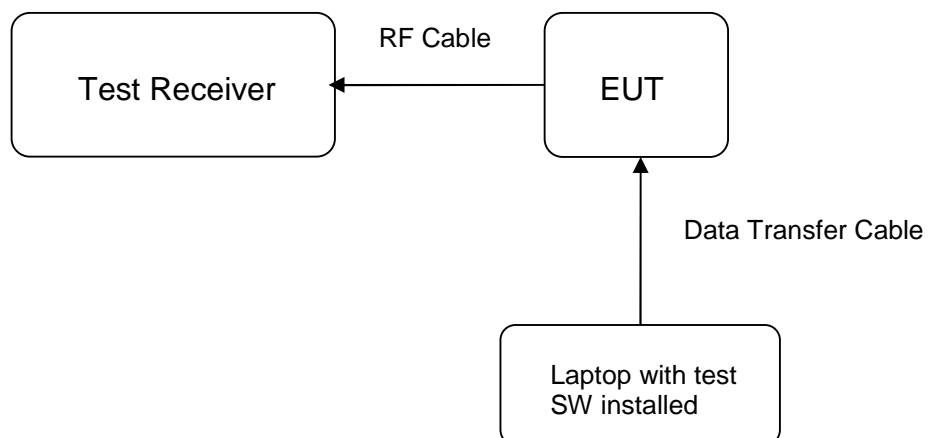 RF Cable
Test Receiver
EUT
Data Transfer Cable
Laptop with test
SW installed